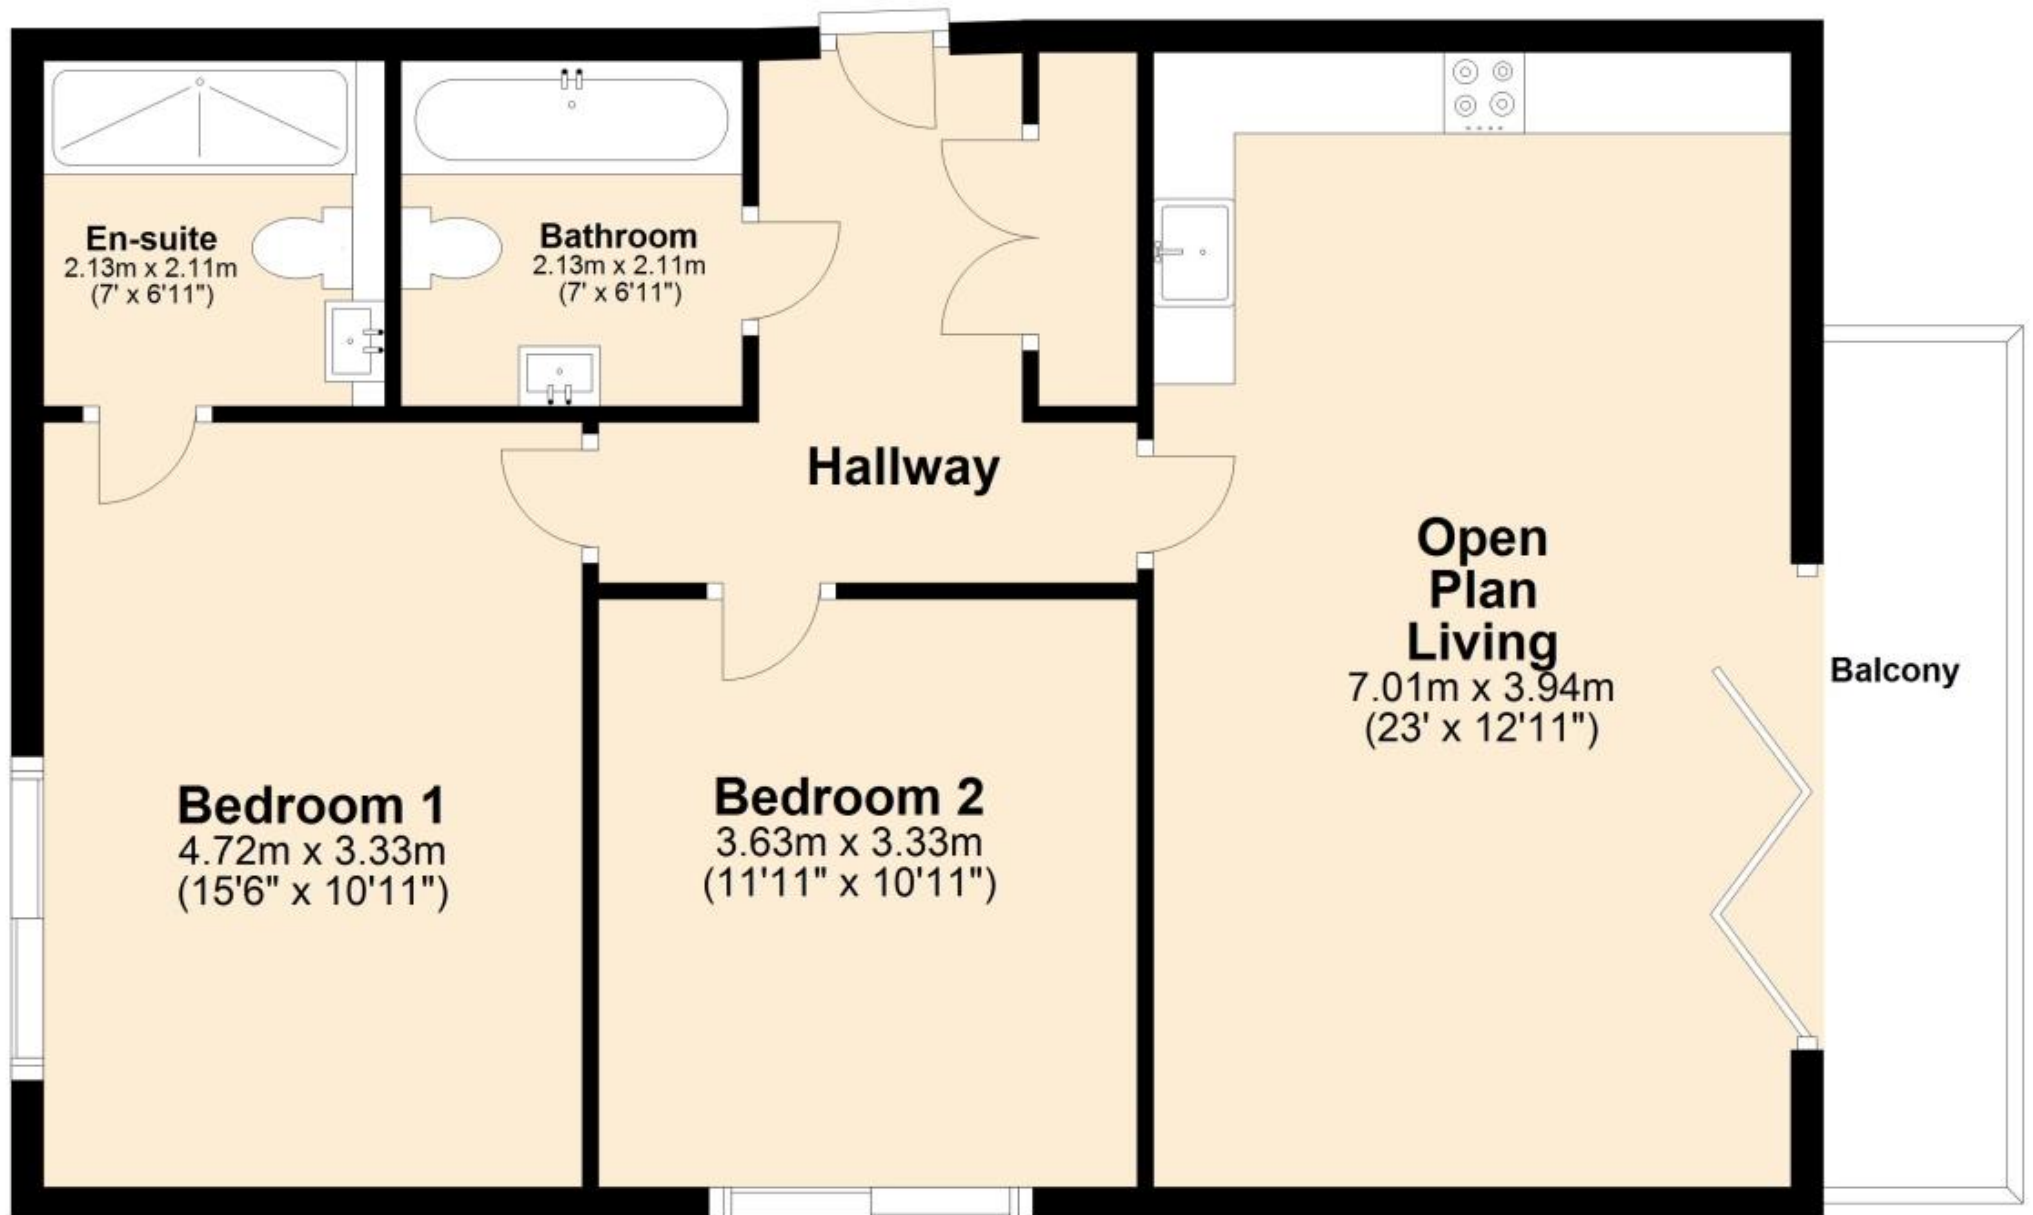 En-suite
2.13m x 2.11m
(7' x 6'11")
Bathroom
2.13m x 2.11m
(7' x 6'11")
Hallway
Open
Plan
Living
7.01m x 3.94m
(23' x 12'11")
Balcony
Bedroom 1
4.72m x 3.33m
(15'6" x 10'11")
Bedroom 2
3.63m x 3.33m
(11'11" x 10'11")